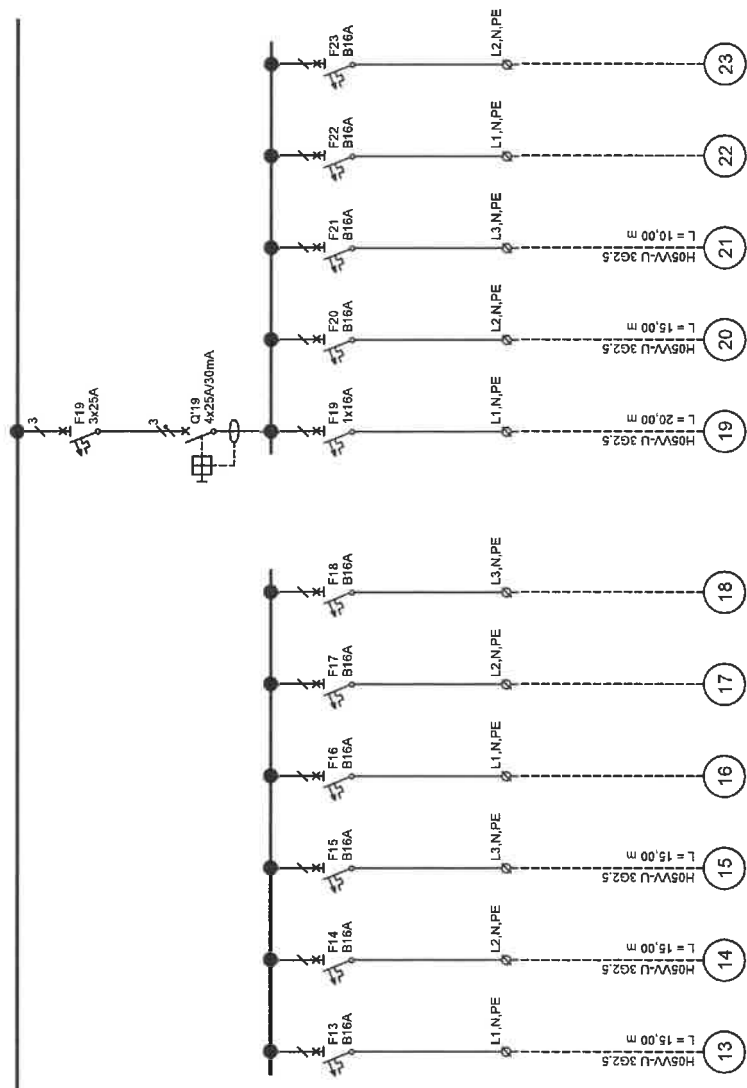 3
F19
3x25A
3
Q'19
4x25A/30mA
F13
B16A
F14
B16A
F15
B16A
F16
B16A
F17
B16A
F18
B16A
F19
1x16A
F20
B16A
F21
B16A
F22
B16A
F23
B16A
L1,N,PE
L2,N,PE
L3,N,PE
L1,N,PE
L2,N,PE
L3,N,PE
L1,N,PE
L2,N,PE
L3,N,PE
L1,N,PE
L2,N,PE
H05VV-U 3G2.5
L = 15,00 m
H05VV-U 3G2.5
L = 15,00 m
H05VV-U 3G2.5
L = 15,00 m
H05VV-U 3G2.5
L = 20,00 m
H05VV-U 3G2.5
L = 15,00 m
H05VV-U 3G2.5
L = 10,00 m
13
14
15
16
17
18
19
20
21
22
23